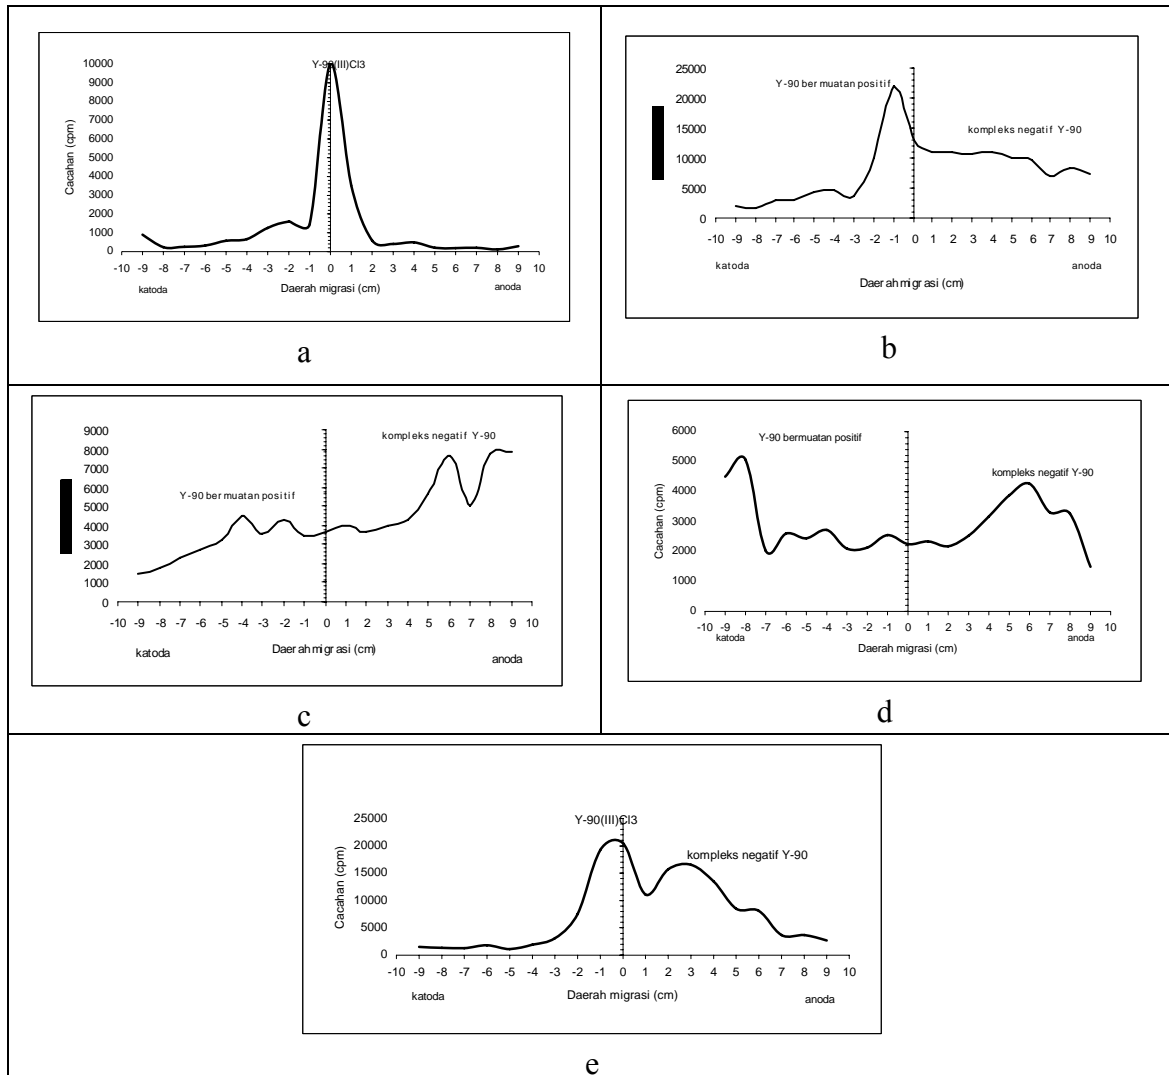 Y-90(III)Cl3
10000
9000
8000
7000
6000
5000
4000
3000
2000
1000
0
Cacahan (cpm)
-10 -9 -8 -7 -6 -5 -4 -3 -2 -1 0 1 2 3 4 5 6 7 8 9 10
katoda Daerah migrasi (cm) anoda
a
25000
20000
15000
10000
5000
0
Y-90 bermuatan positif
kompleks negatif Y-90
-10 -9 -8 -7 -6 -5 -4 -3 -2 -1 0 1 2 3 4 5 6 7 8 9 10
katoda anoda
Daerah migrasi (cm)
b
9000
8000
7000
6000
5000
4000
3000
2000
1000
0
kompleks negatif Y-90
Y-90 bermuatan positif
-10 -9 -8 -7 -6 -5 -4 -3 -2 -1 0 1 2 3 4 5 6 7 8 9 10
katoda Daerah migrasi (cm) anoda
c
6000
5000
4000
3000
2000
1000
0
Cacahan (cpm)
Y-90 bermuatan positif
kompleks negatif Y-90
-10 -9 -8 -7 -6 -5 -4 -3 -2 -1 0 1 2 3 4 5 6 7 8 9 10
katoda Daerah migrasi (cm) anoda
d
25000
20000
15000
10000
5000
0
Cacahan (cpm)
Y-90(III)Cl3
kompleks negatif Y-90
-10 -9 -8 -7 -6 -5 -4 -3 -2 -1 0 1 2 3 4 5 6 7 8 9 10
katoda Daerah migrasi (cm) anoda
e